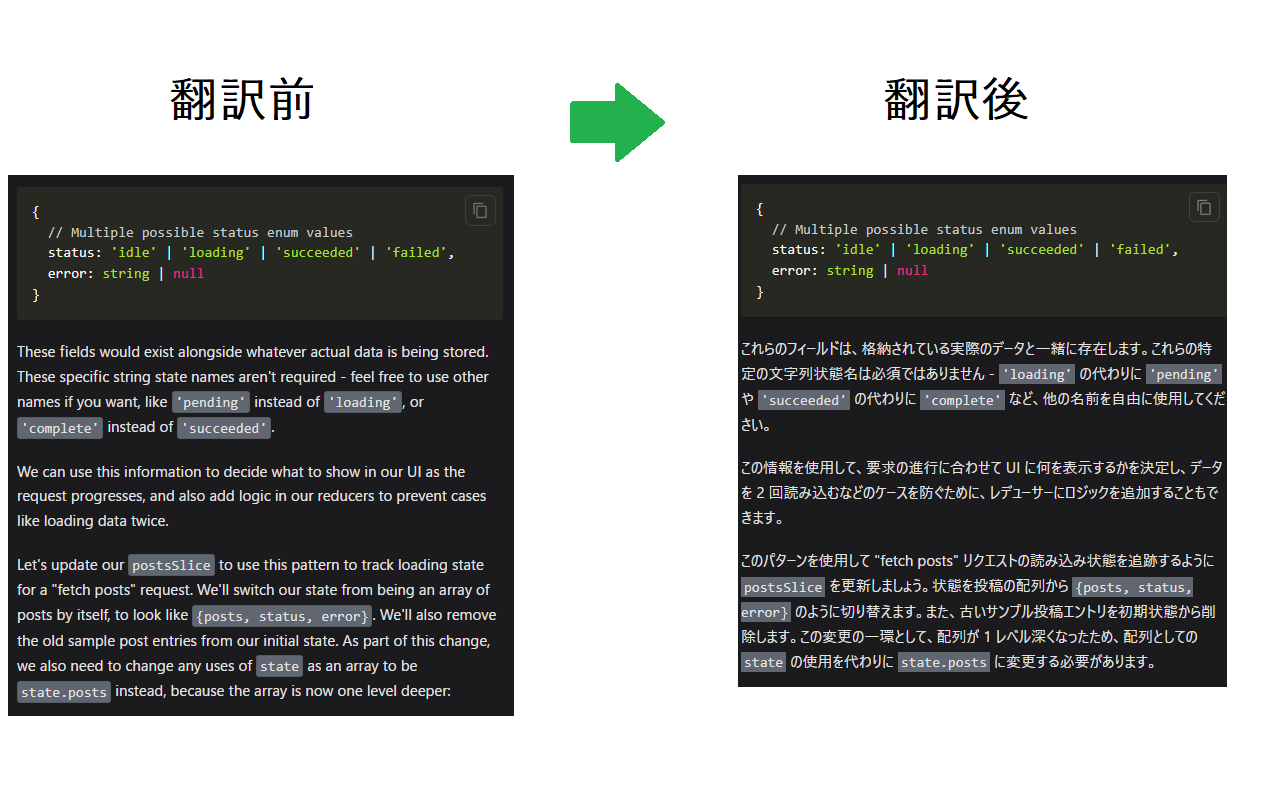 翻訳前
翻訳後
{
// Multiple possible status enum values
status: 'idle' | 'loading' | 'succeeded' | 'failed',
error: string | null
}
These fields would exist alongside whatever actual data is being stored.
These specific string state names aren't required - feel free to use other
names if you want, like 'pending' instead of 'loading', or
'complete' instead of 'succeeded'.
We can use this information to decide what to show in our UI as the
request progresses, and also add logic in our reducers to prevent cases
like loading data twice.
Let's update our postsSlice to use this pattern to track loading state
for a "fetch posts" request. We'll switch our state from being an array of
posts by itself, to look like {posts, status, error}. We'll also remove
the old sample post entries from our initial state. As part of this change,
we also need to change any uses of state as an array to be
state.posts instead, because the array is now one level deeper:
{
// Multiple possible status enum values
status: 'idle' | 'loading' | 'succeeded' | 'failed',
error: string | null
}
これらのフィールドは、格納されている実際のデータと一緒に存在します。これらの特
定の文字列状態名は必須ではありません - 'loading' の代わりに 'pending'
や 'succeeded' の代わりに 'complete' など、他の名前を自由に使用してくだ
さい。
この情報を使用して、要求の進行に合わせて UI に何を表示するかを決定し、データ
を 2 回読み込むなどのケースを防ぐために、レデューサーにロジックを追加することもで
きます。
このパターンを使用して "fetch posts" リクエストの読み込み状態を追跡するように
postsSlice を更新しましょう。状態を投稿の配列から {posts, status,
error} のように切り替えます。また、古いサンプル投稿エントリを初期状態から削
除します。この変更の一環として、配列が 1 レベル深くなったため、配列としての
state の使用を代わりに state.posts に変更する必要があります。